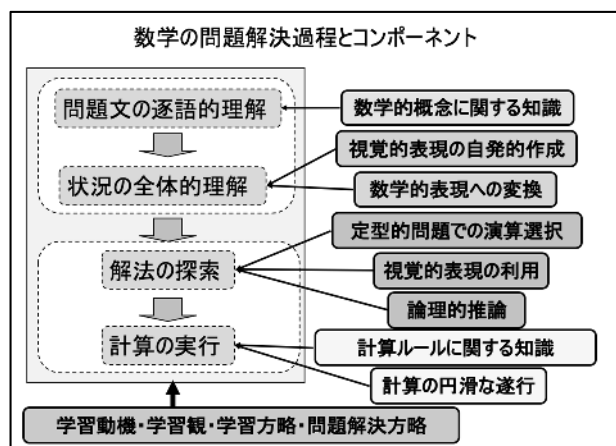 数学の問題解決過程とコンポーネント
問題文の逐語的理解
数学的概念に関する知識
視覚的表現の自発的作成
状況の全体的理解
数学的表現への変換
定型的問題での演算選択
解法の探索
視覚的表現の利用
論理的推論
計算の実行
計算ルールに関する知識
計算の円滑な遂行
学習動機・学習観・学習方略・問題解決方略